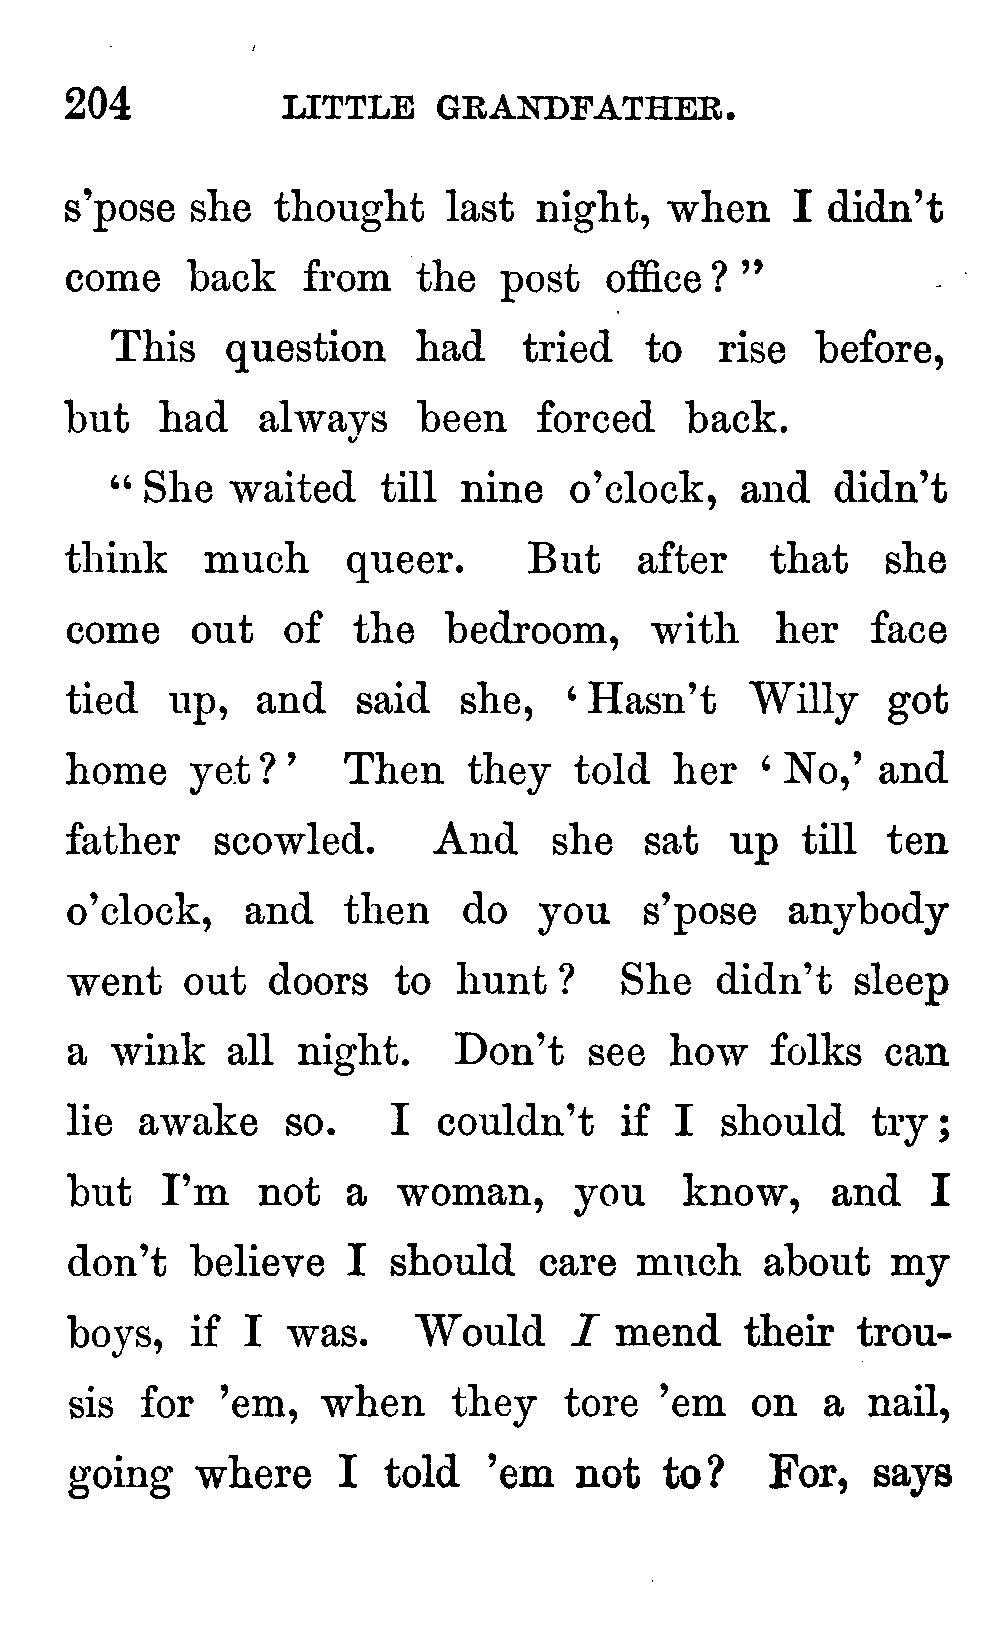 204 LITTLE GRANDFATHER.
s'pose she thought last night, when I didn't
come back from the post office?"
This question had tried to rise before,
but had always been forced back.
"She waited till nine o'clock, and didn't
think much queer. But after that she
come out of the bedroom, with her face
tied up, and said she, 'Hasn't Willy got
home yet?' Then they told her 'No,' and
father scowled. And she sat up till ten
o'clock, and then do you s'pose anybody
went out doors to hunt? She didn't sleep
a wink all night. Don't see how folks can
lie awake so. I couldn't if I should try;
but I'm not a woman, you know, and I
don't believe I should care much about my
boys, if I was. Would I mend their trou-
sis for 'em, when they tore 'em on a nail,
going where I told 'em not to? For, says